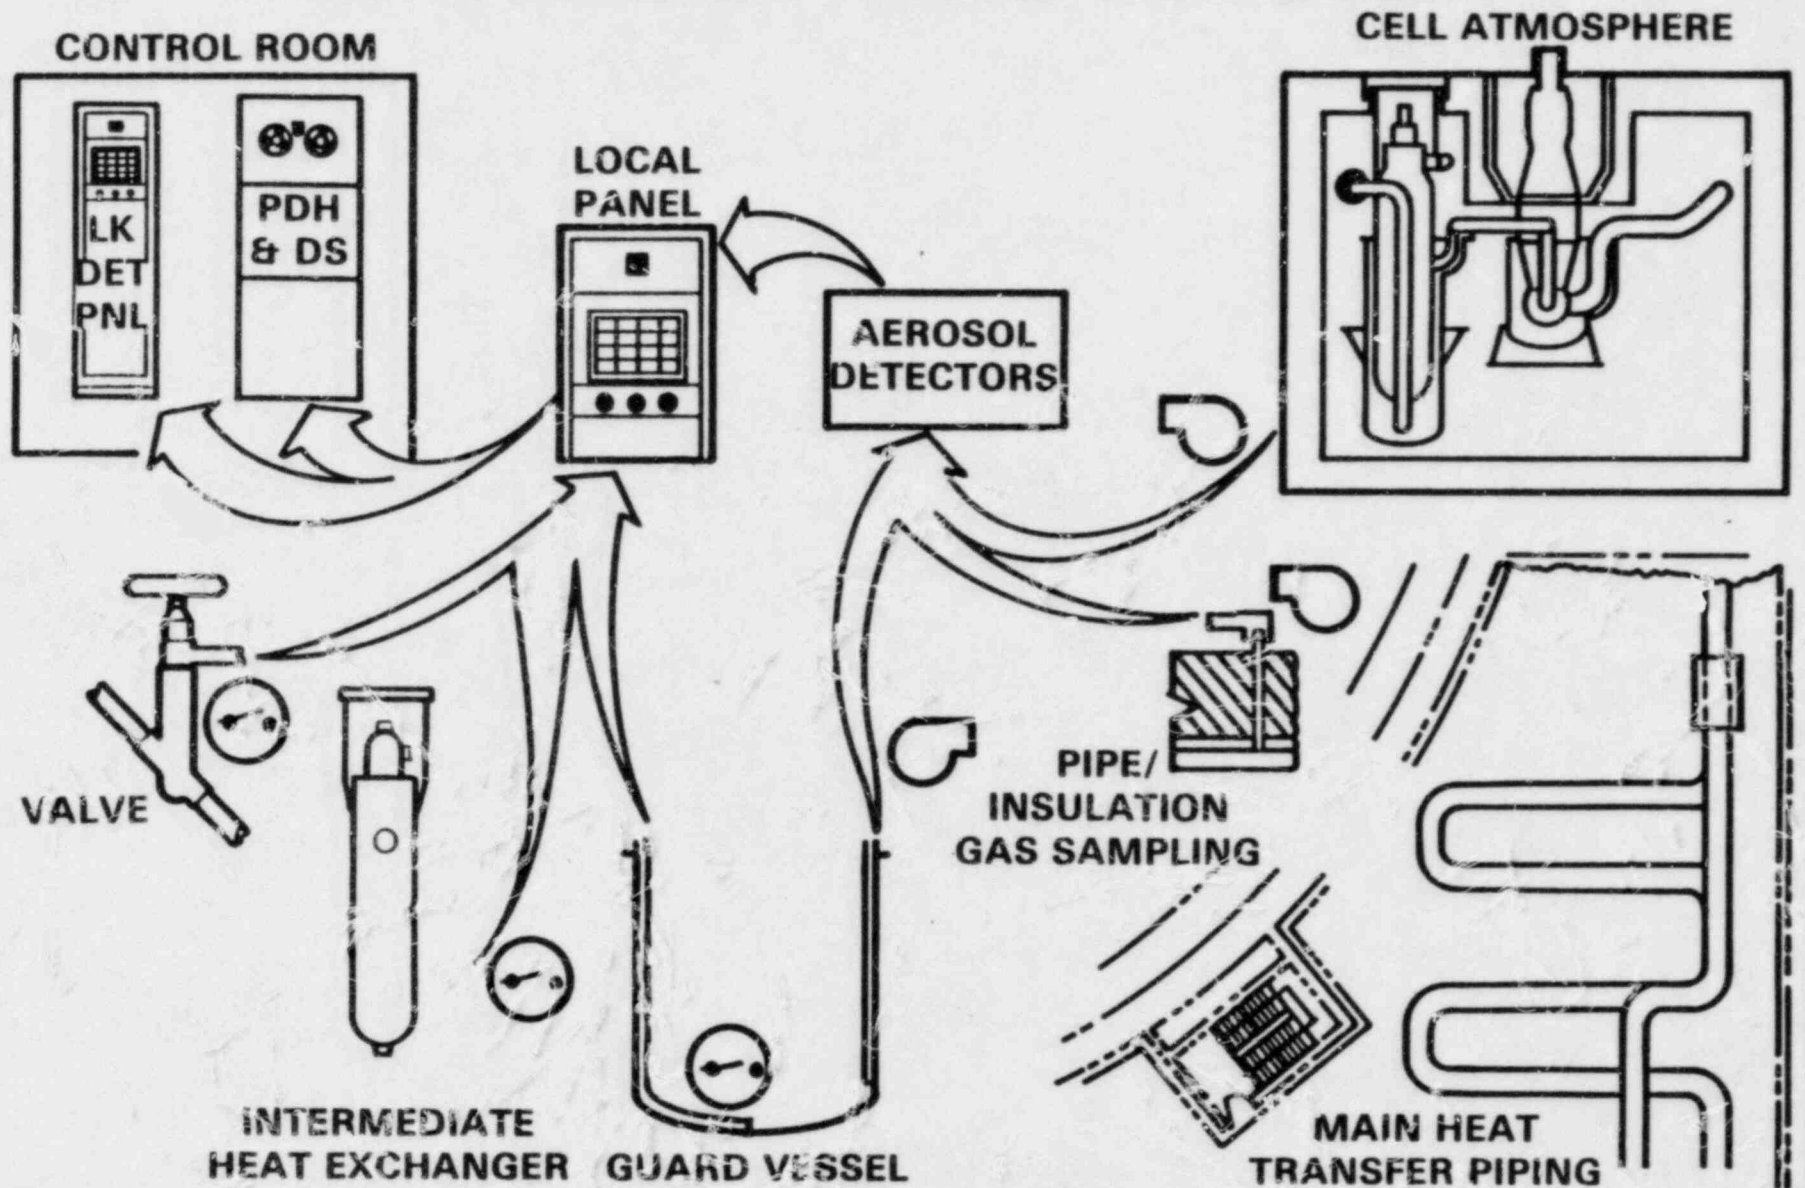 CONTROL ROOM
LK
DET
PNL
PDH
& DS
LOCAL
PANEL
AEROSOL
DETECTORS
CELL ATMOSPHERE
VALVE
PIPE/
INSULATION
GAS SAMPLING
INTERMEDIATE
HEAT EXCHANGER
GUARD VESSEL
MAIN HEAT
TRANSFER PIPING